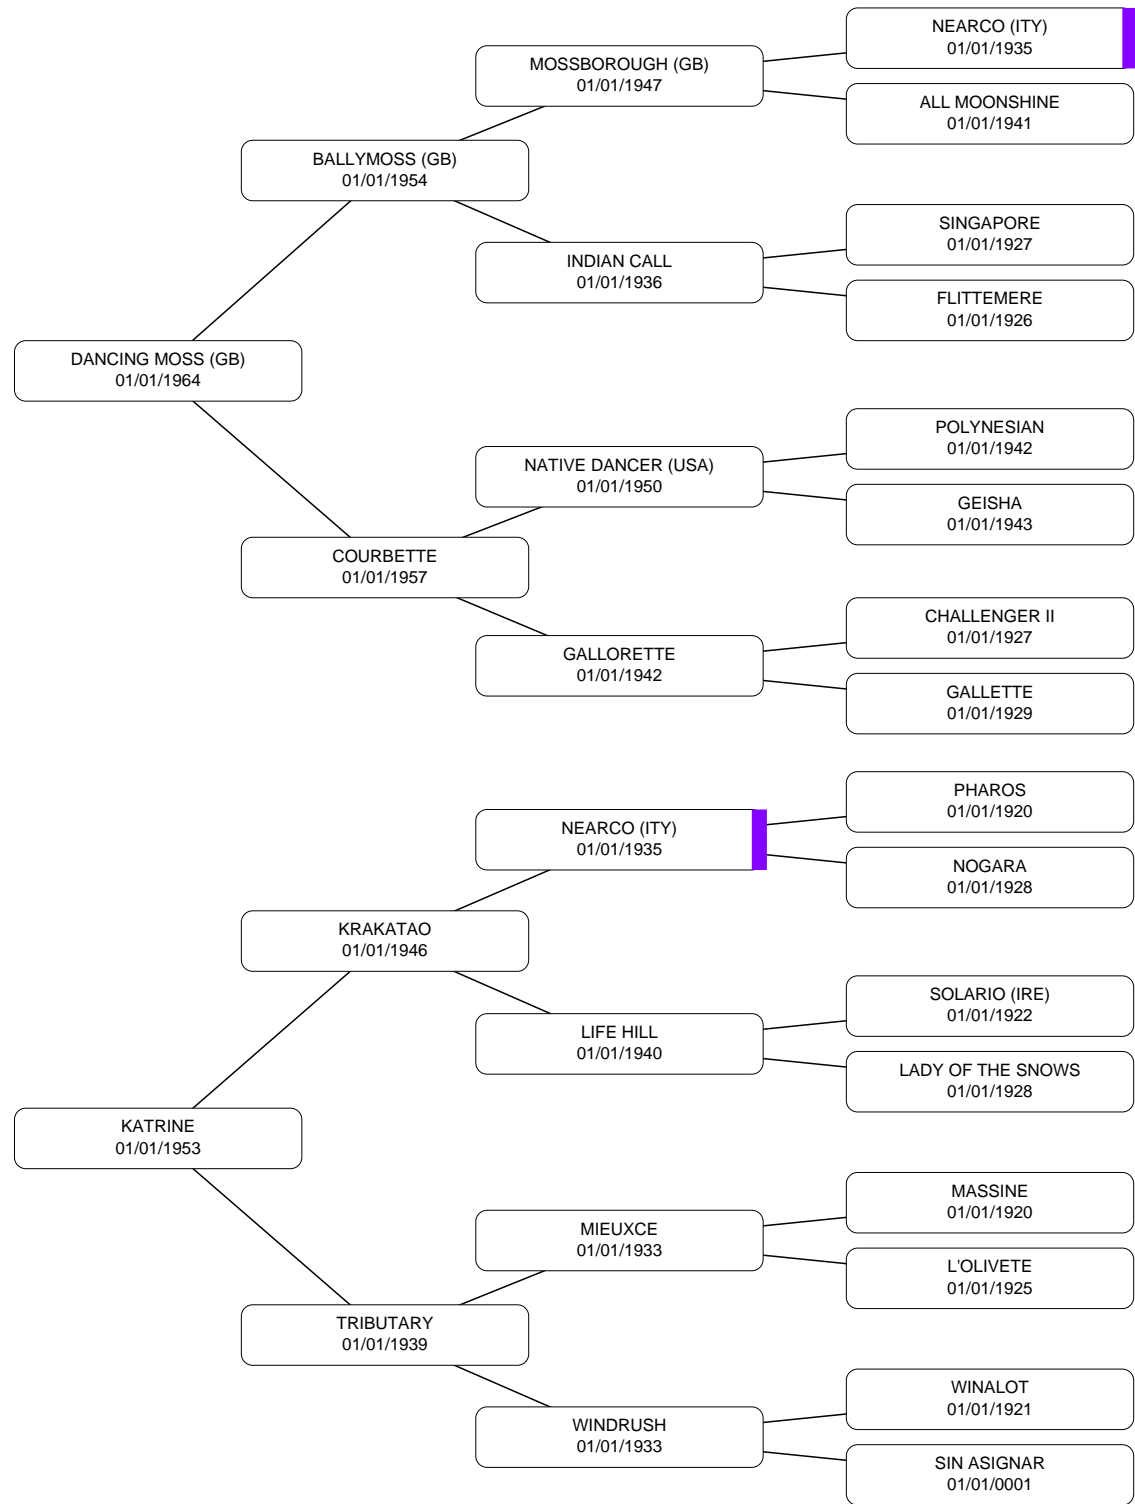 NEARCO (ITY)
01/01/1935
MOSSBOROUGH (GB)
01/01/1947
ALL MOONSHINE
01/01/1941
BALLYMOSS (GB)
01/01/1954
SINGAPORE
01/01/1927
INDIAN CALL
01/01/1936
FLITTEMERE
01/01/1926
DANCING MOSS (GB)
01/01/1964
POLYNESIAN
01/01/1942
NATIVE DANCER (USA)
01/01/1950
GEISHA
01/01/1943
COURBETTE
01/01/1957
CHALLENGER II
01/01/1927
GALLORETTE
01/01/1942
GALLETTE
01/01/1929
PHAROS
01/01/1920
NEARCO (ITY)
01/01/1935
NOGARA
01/01/1928
KRAKATAO
01/01/1946
SOLARIO (IRE)
01/01/1922
LIFE HILL
01/01/1940
LADY OF THE SNOWS
01/01/1928
KATRINE
01/01/1953
MASSINE
01/01/1920
MIEUXCE
01/01/1933
L'OLIVETE
01/01/1925
TRIBUTARY
01/01/1939
WINALOT
01/01/1921
WINDRUSH
01/01/1933
SIN ASIGNAR
01/01/0001